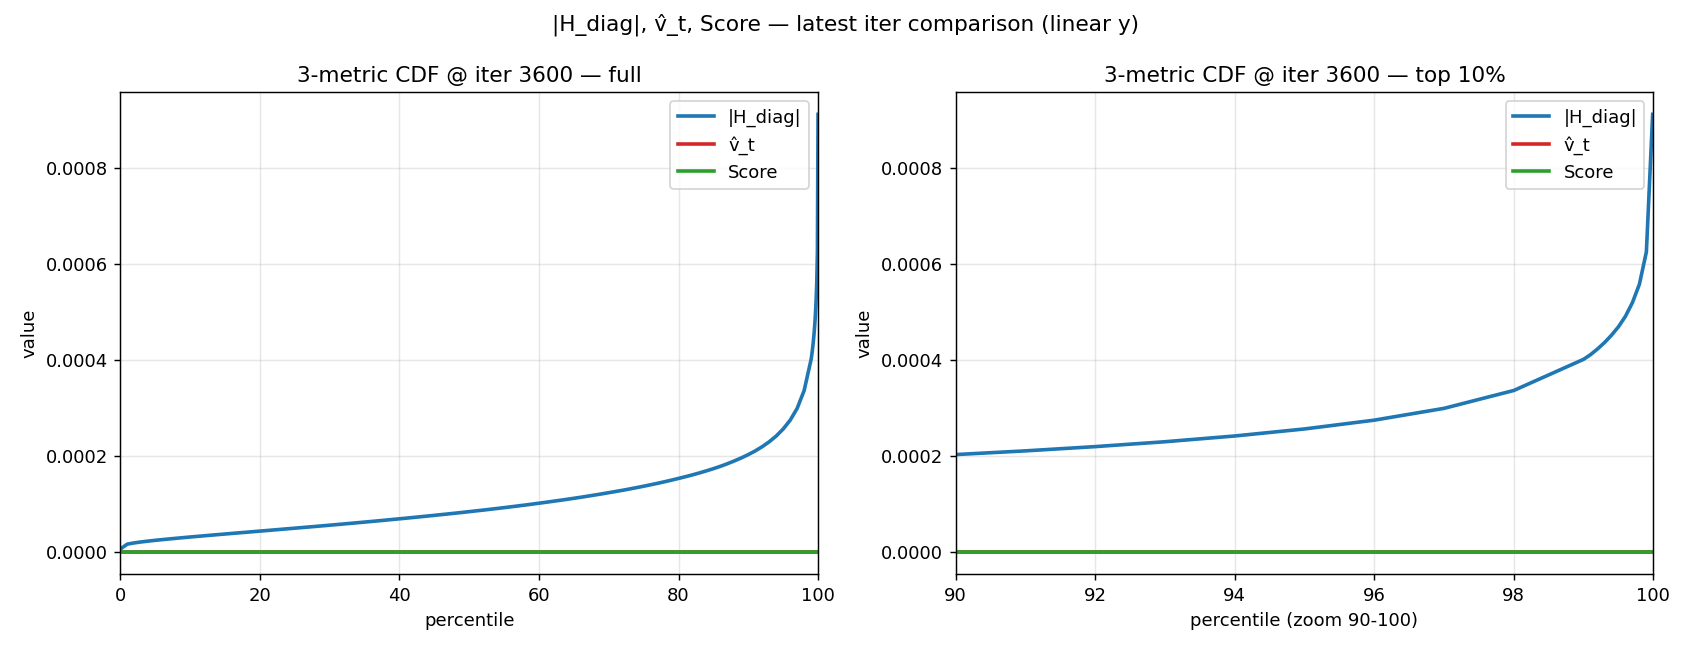 |H_diag|, v̂_t, Score — latest iter comparison (linear y)
3-metric CDF @ iter 3600 — full
|H_diag|
v̂_t
Score
0.0008
0.0006
0.0004
0.0002
0.0000
value
0 20 40 60 80 100
percentile
3-metric CDF @ iter 3600 — top 10%
|H_diag|
v̂_t
Score
0.0008
0.0006
0.0004
0.0002
0.0000
value
90 92 94 96 98 100
percentile (zoom 90-100)